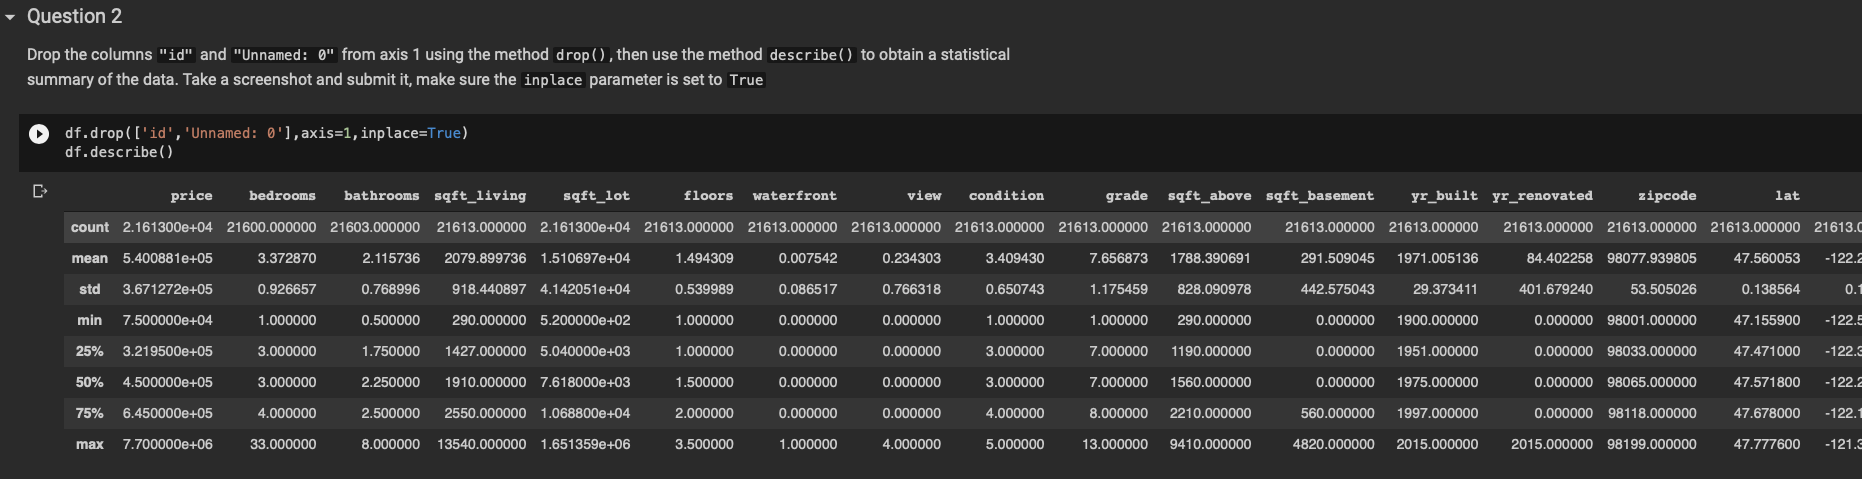 Question 2
Drop the columns "id" and "Unnamed: 0" from axis 1 using the method drop(), then use the method describe() to obtain a statistical
summary of the data. Take a screenshot and submit it, make sure the inplace parameter is set to True
df.drop(['id','Unnamed: 0'],axis=1,inplace=True)
df.describe()
price bedrooms bathrooms sqft_living sqft_lot floors waterfront view condition grade sqft_above sqft_basement yr_built yr_renovated zipcode lat
count 2.161300e+04 21600.000000 21603.000000 21613.000000 2.161300e+04 21613.000000 21613.000000 21613.000000 21613.000000 21613.000000 21613.000000 21613.000000 21613.000000 21613.000000 21613.000000 21613.000000 21613.0
mean 5.400881e+05 3.372870 2.115736 2079.899736 1.510697e+04 1.494309 0.007542 0.234303 3.409430 7.656873 1788.390691 291.509045 1971.005136 84.402258 98077.939805 47.560053 -122.2
std 3.671272e+05 0.926657 0.768996 918.440897 4.142051e+04 0.539989 0.086517 0.766318 0.650743 1.175459 828.090978 442.575043 29.373411 401.679240 53.505026 0.138564 0.1
min 7.500000e+04 1.000000 0.500000 290.000000 5.200000e+02 1.000000 0.000000 0.000000 1.000000 1.000000 290.000000 0.000000 1900.000000 0.000000 98001.000000 47.155900 -122.5
25% 3.219500e+05 3.000000 1.750000 1427.000000 5.040000e+03 1.000000 0.000000 0.000000 3.000000 7.000000 1190.000000 0.000000 1951.000000 0.000000 98033.000000 47.471000 -122.3
50% 4.500000e+05 3.000000 2.250000 1910.000000 7.618000e+03 1.500000 0.000000 0.000000 3.000000 7.000000 1560.000000 0.000000 1975.000000 0.000000 98065.000000 47.571800 -122.2
75% 6.450000e+05 4.000000 2.500000 2550.000000 1.068800e+04 2.000000 0.000000 0.000000 4.000000 8.000000 2210.000000 560.000000 1997.000000 0.000000 98118.000000 47.678000 -122.1
max 7.700000e+06 33.000000 8.000000 13540.000000 1.651359e+06 3.500000 1.000000 4.000000 5.000000 13.000000 9410.000000 4820.000000 2015.000000 2015.000000 98199.000000 47.777600 -121.3